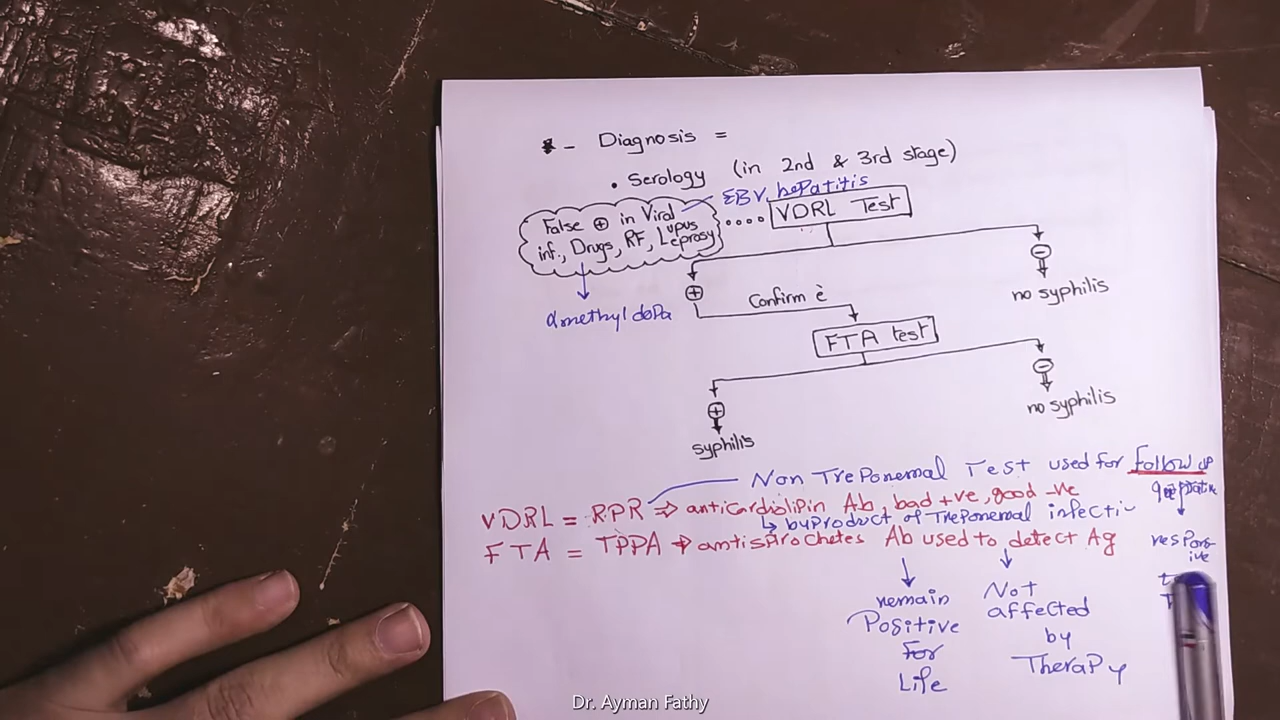 - Diagnosis =
• Serology (in 2nd & 3rd stage)
EBV, hepatitis
False ⊕ in Viral
inf., Drugs, RF, Lupus
Leprosy
VDRL Test
αmethyl doPa
⊕
Confirm è
⊖
no syphilis
FTA test
⊕
syphilis
⊖
no syphilis
Non TrePonemal Test used for Follow up
VDRL = RPR ⇒ anticardiolipin Ab, bad +ve, good -ve
↳ byProduct of TrePonemal infecti
FTA = TPPA → antispirochetes Ab used to detect Ag
responsive
remain
Positive
For
Life
Not
affected
by
TheraPy
Dr. Ayman Fathy